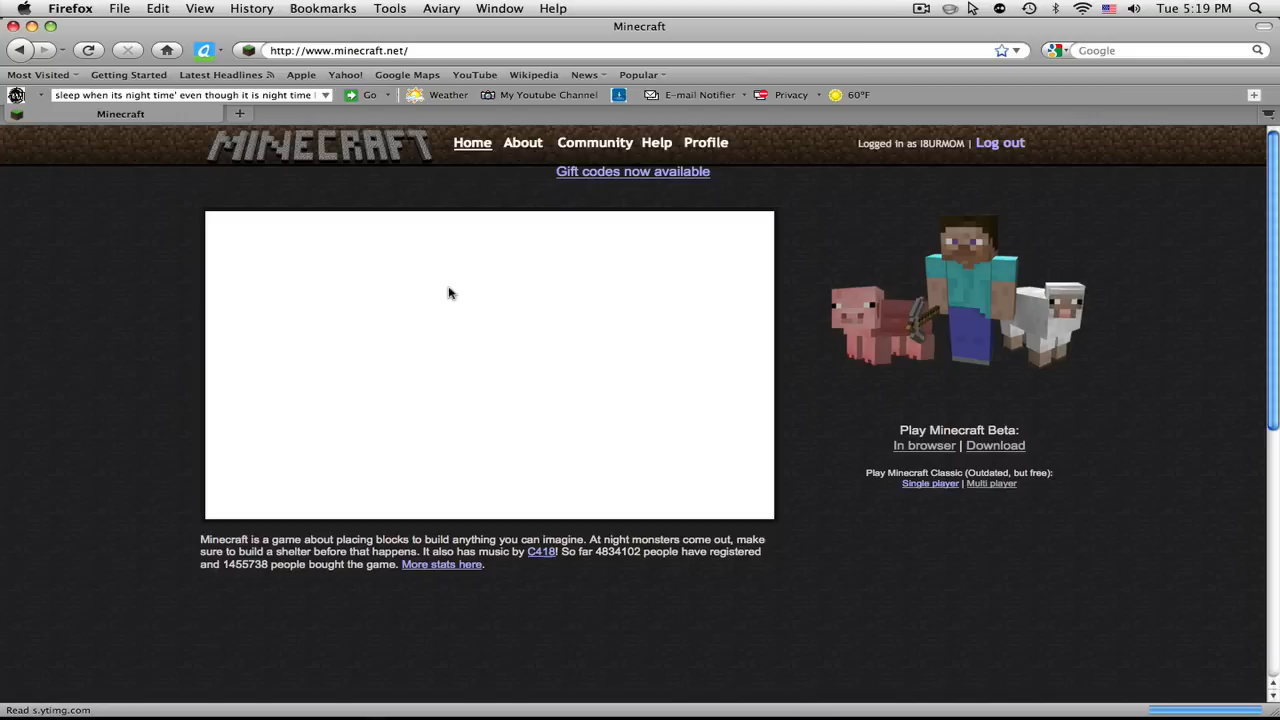 Firefox File Edit View History Bookmarks Tools Aviary Window Help Tue 5:19 PM
Minecraft
http://www.minecraft.net/ Google
Most Visited Getting Started Latest Headlines Apple Yahoo! Google Maps YouTube Wikipedia News Popular
sleep when its night time' even though it is night time Go Weather My Youtube Channel E-mail Notifier Privacy 60°F
Minecraft
MINECRAFT Home About Community Help Profile Logged in as I8URMOM | Log out
Gift codes now available
Play Minecraft Beta:
In browser | Download
Play Minecraft Classic (Outdated, but free):
Single player | Multi player
Minecraft is a game about placing blocks to build anything you can imagine. At night monsters come out, make
sure to build a shelter before that happens. It also has music by C418! So far 4834102 people have registered
and 1455738 people bought the game. More stats here.
Read s.ytimg.com